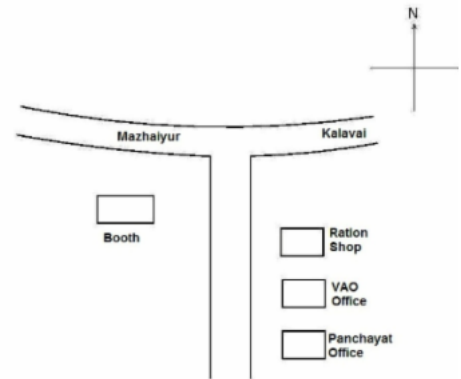 N
Mazhaiyur
Kalavai
Booth
Ration
Shop
VAO
Office
Panchayat
Office